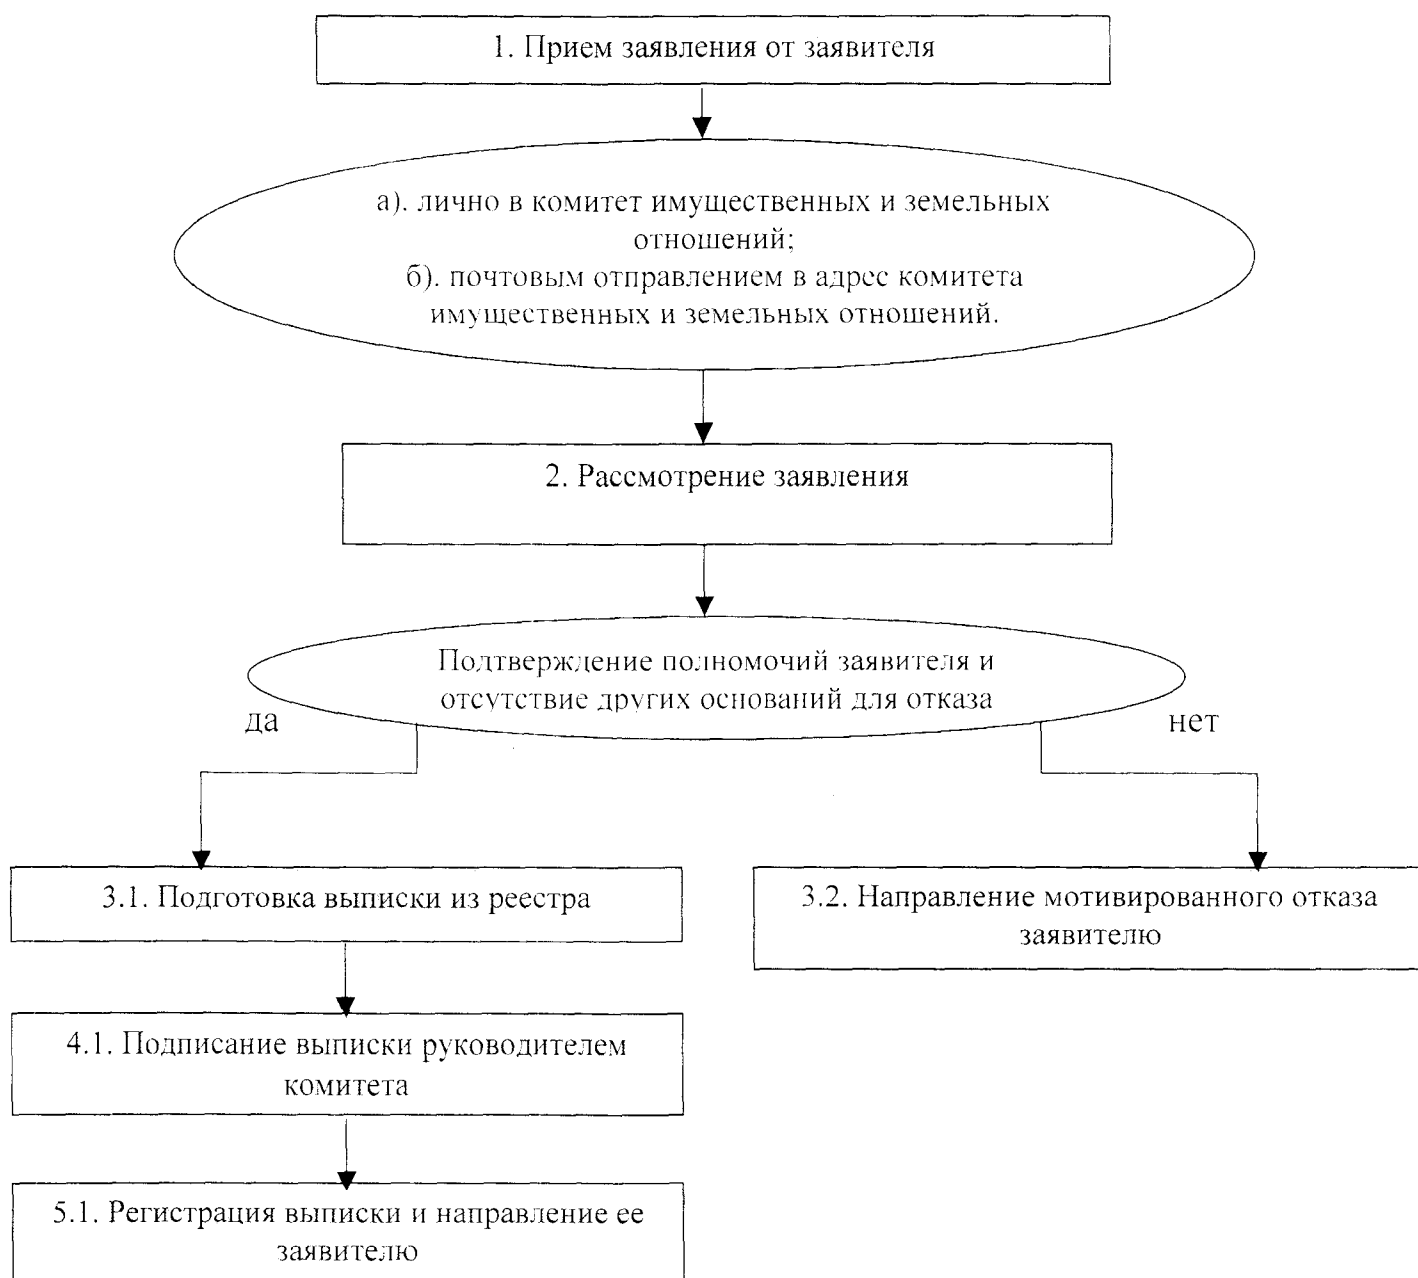 1. Прием заявления от заявителя
а). лично в комитет имущественных и земельных
отношений;
б). почтовым отправлением в адрес комитета
имущественных и земельных отношений.
2. Рассмотрение заявления
Подтверждение полномочий заявителя и
отсутствие других оснований для отказа
да
нет
3.1. Подготовка выписки из реестра
3.2. Направление мотивированного отказа
заявителю
4.1. Подписание выписки руководителем
комитета
5.1. Регистрация выписки и направление ее
заявителю